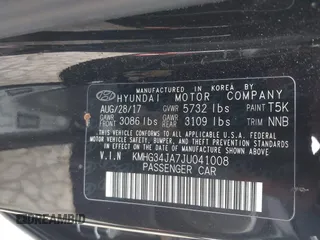 MANUFACTURED IN KOREA BY
HYUNDAI MOTOR COMPANY
AUG/28/17 GVWR 5732 lbs PAINT T5K
GAWR FRONT 3086 lbs GAWR REAR 3109 lbs TRIM NNB
THIS VEHICLE CONFORMS TO ALL APPLICABLE
U.S. FEDERAL MOTOR VEHICLE
SAFETY, BUMPER, AND THEFT PREVENTION
STANDARDS IN EFFECT ON THE DATE OF
MANUFACTURE SHOWN ABOVE.
V.I.N KMHG34JA7JU041008
PASSENGER CAR
DREAMBID